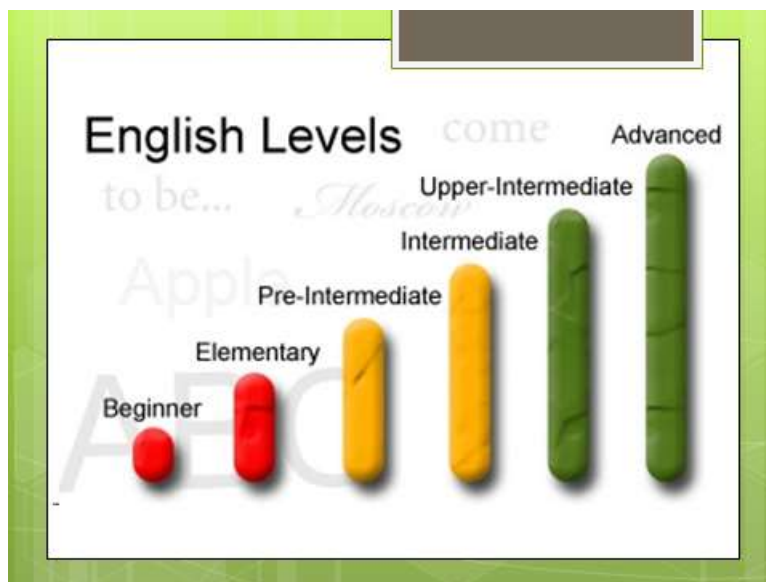 English Levels
come
Advanced
to be...
Moscow
Upper-Intermediate
Intermediate
Apple
Pre-Intermediate
Elementary
ABC
Beginner
-